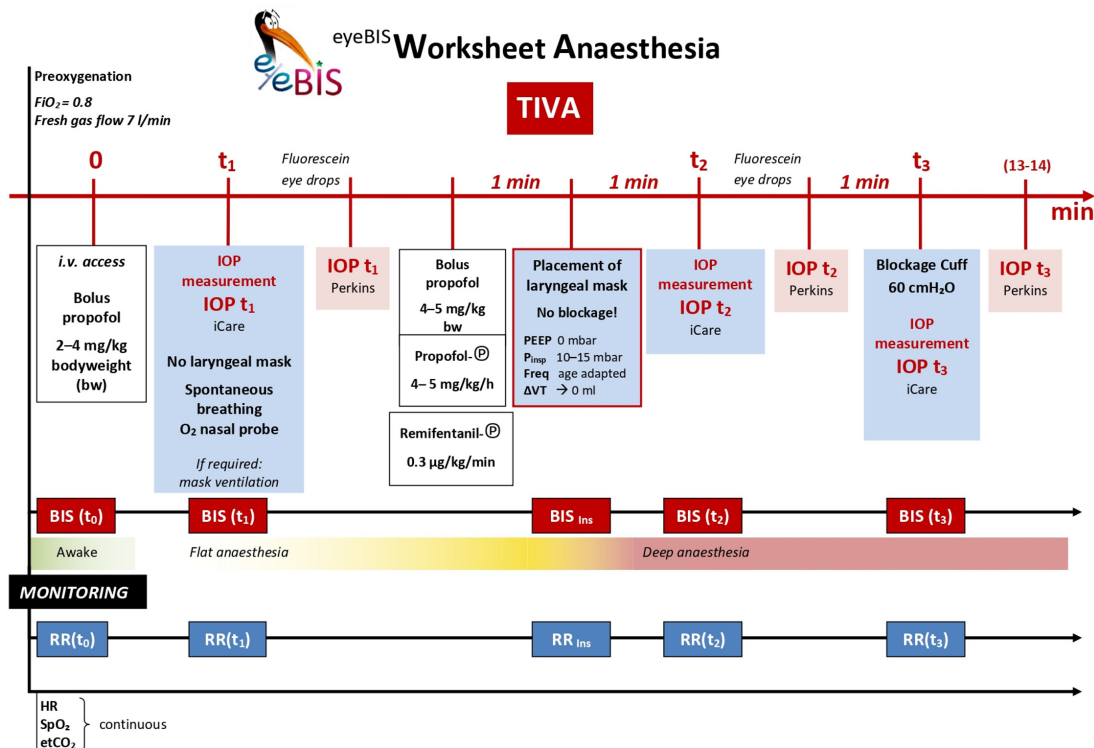 eyeBIS
eyeBIS Worksheet Anaesthesia
TIVA
Preoxygenation
FiO₂ = 0.8
Fresh gas flow 7 l/min
0
t₁
Fluorescein
eye drops
1 min
1 min
t₂
Fluorescein
eye drops
1 min
t₃
(13-14)
min
i.v. access
Bolus
propofol
2–4 mg/kg
bodyweight
(bw)
IOP
measurement
IOP t₁
iCare
No laryngeal mask
Spontaneous
breathing
O₂ nasal probe
If required:
mask ventilation
IOP t₁
Perkins
Bolus
propofol
4–5 mg/kg
bw
Propofol-Ⓟ
4– 5 mg/kg/h
Remifentanil-Ⓟ
0.3 µg/kg/min
Placement of
laryngeal mask
No blockage!
PEEP 0 mbar
Pinsp 10–15 mbar
Freq age adapted
ΔVT → 0 ml
IOP
measurement
IOP t₂
iCare
IOP t₂
Perkins
Blockage Cuff
60 cmH₂O
IOP
measurement
IOP t₃
iCare
IOP t₃
Perkins
BIS (t₀)
BIS (t₁)
BIS Ins
BIS (t₂)
BIS (t₃)
Awake
Flat anaesthesia
Deep anaesthesia
MONITORING
RR(t₀)
RR(t₁)
RR Ins
RR(t₂)
RR(t₃)
HR
SpO₂
etCO₂
continuous